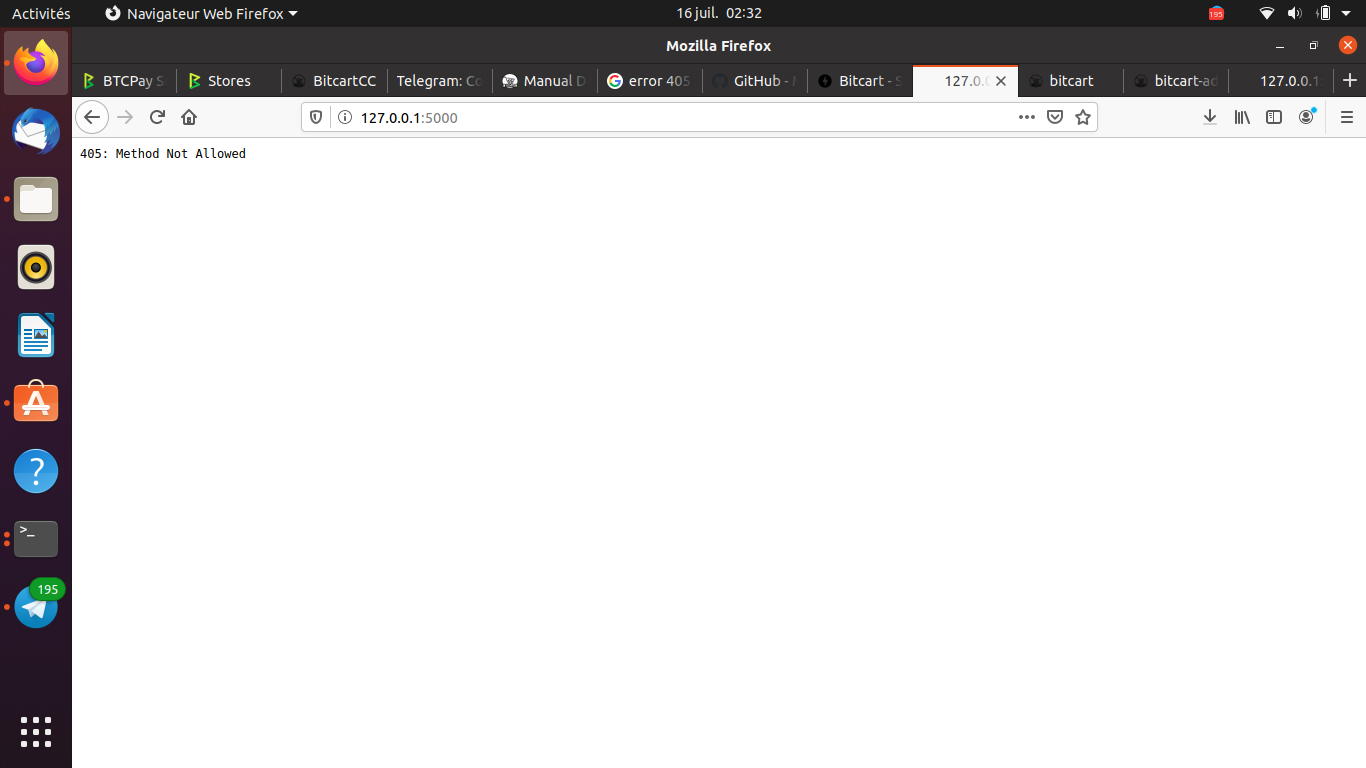 Activités Navigateur Web Firefox 16 juil. 02:32 195
Mozilla Firefox
BTCPay S Stores BitcartCC Telegram: Co Manual D error 405 GitHub - Bitcart - S 127.0.0 bitcart bitcart-ad 127.0.0.1
127.0.0.1:5000
405: Method Not Allowed
>_
195